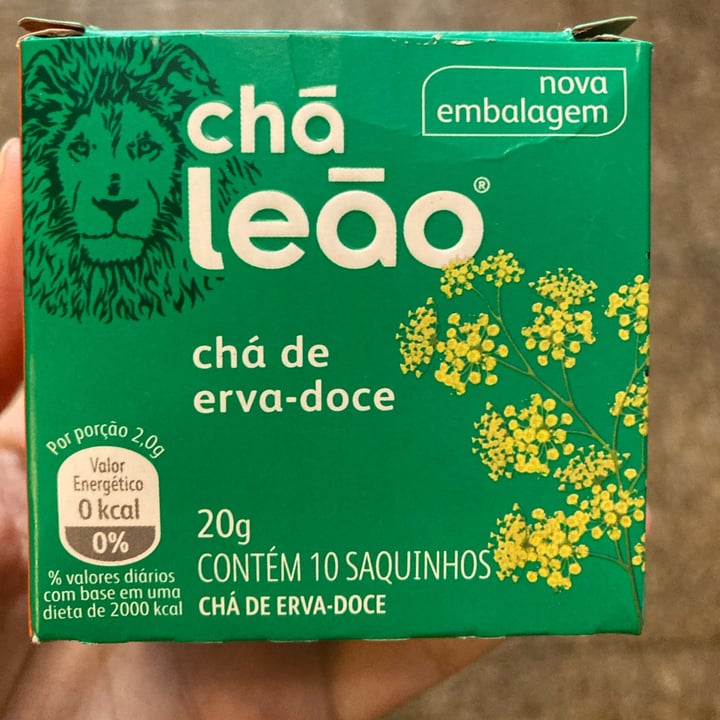 nova
embalagem
chá
leão®
chá de
erva-doce
Por porção 2,0g
Valor
Energético
0 kcal
0%
% valores diários
com base em uma
dieta de 2000 kcal
20g
CONTÉM 10 SAQUINHOS
CHÁ DE ERVA-DOCE